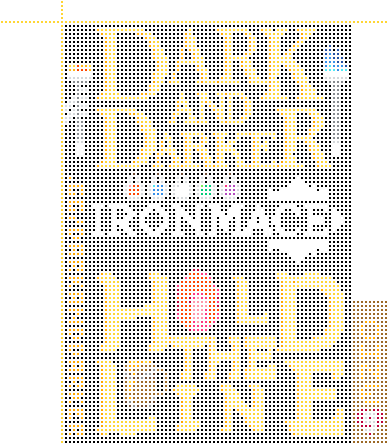 DARK
AND
DARKER
IRONMACE
HOLD
THE
LINE